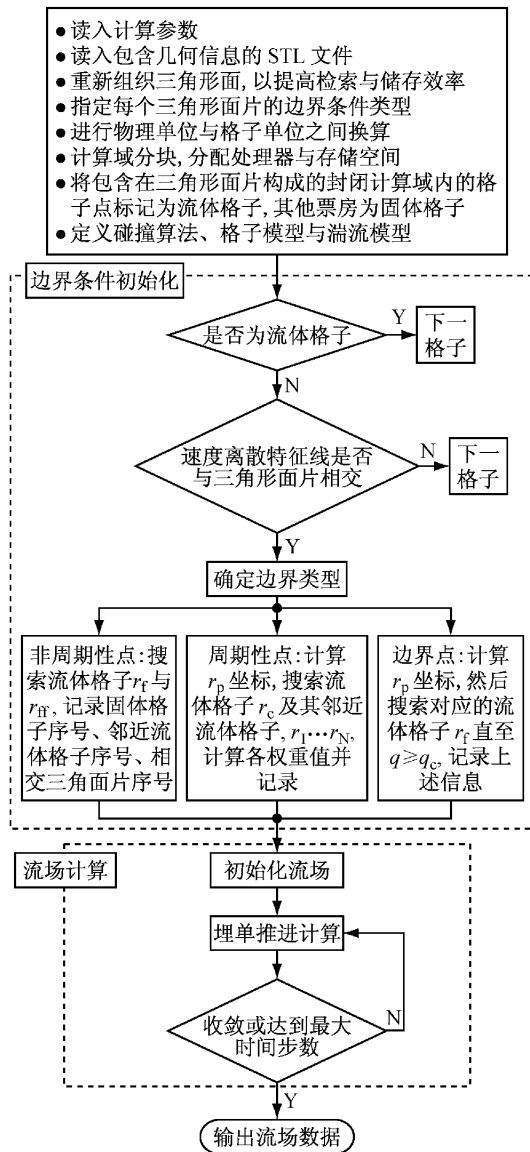 ● 读入计算参数
● 读入包含几何信息的 STL 文件
● 重新组织三角形面, 以提高检索与储存效率
● 指定每个三角形面片的边界条件类型
● 进行物理单位与格子单位之间换算
● 计算域分块, 分配处理器与存储空间
● 将包含在三角形面片构成的封闭计算域内的格
子点标记为流体格子, 其他票房为固体格子
● 定义碰撞算法、格子模型与湍流模型
边界条件初始化
是否为流体格子
Y
下一
格子
N
速度离散特征线是否
与三角形面片相交
N
下一
格子
Y
确定边界类型
非周期性点: 搜
索流体格子r_f 与
r_ff, 记录固体格
子序号、邻近流
体格子序号、相
交三角面片序号
周期性点: 计算
r_p 坐标, 搜索流
体格子 r_c 及其邻近
流体格子, r_1…r_N,
计算各权重值并
记录
边界点: 计算
r_p 坐标, 然后
搜索对应的流
体格子 r_f 直至
q≥q_c, 记录上
述信息
流场计算
初始化流场
埋单推进计算
收敛或达到最大
时间步数
N
Y
输出流场数据